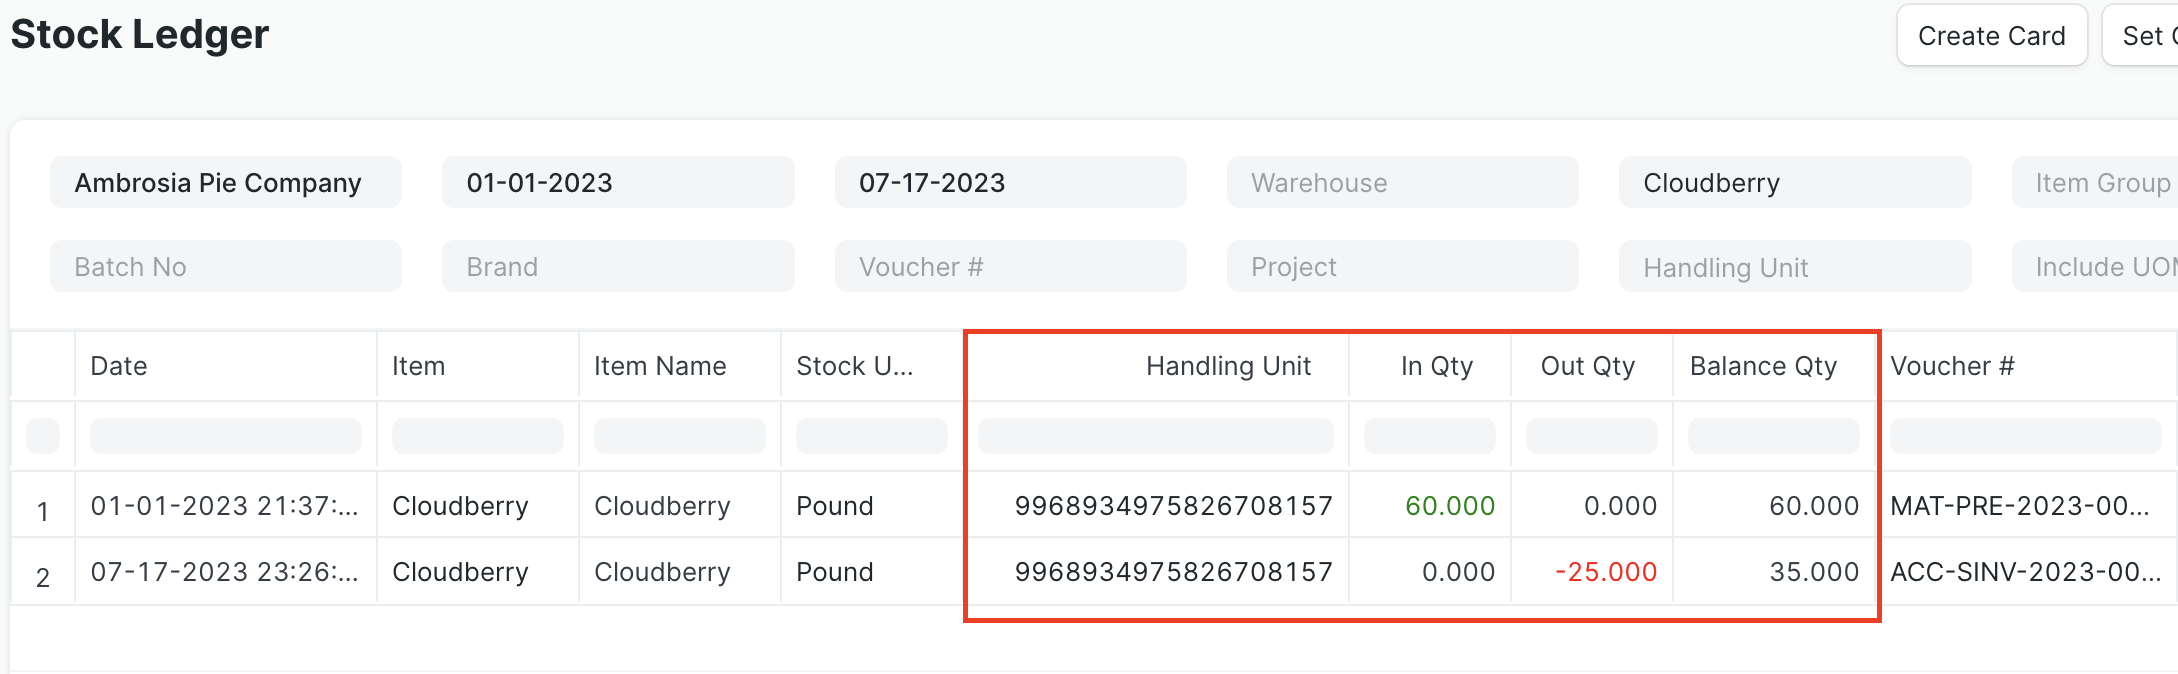 Stock Ledger
Create Card Set
Ambrosia Pie Company 01-01-2023 07-17-2023 Warehouse Cloudberry Item Group
Batch No Brand Voucher # Project Handling Unit Include UOM
Date Item Item Name Stock U... Handling Unit In Qty Out Qty Balance Qty Voucher #
1 01-01-2023 21:37:... Cloudberry Cloudberry Pound 9968934975826708157 60.000 0.000 60.000 MAT-PRE-2023-00...
2 07-17-2023 23:26:... Cloudberry Cloudberry Pound 9968934975826708157 0.000 -25.000 35.000 ACC-SINV-2023-00...